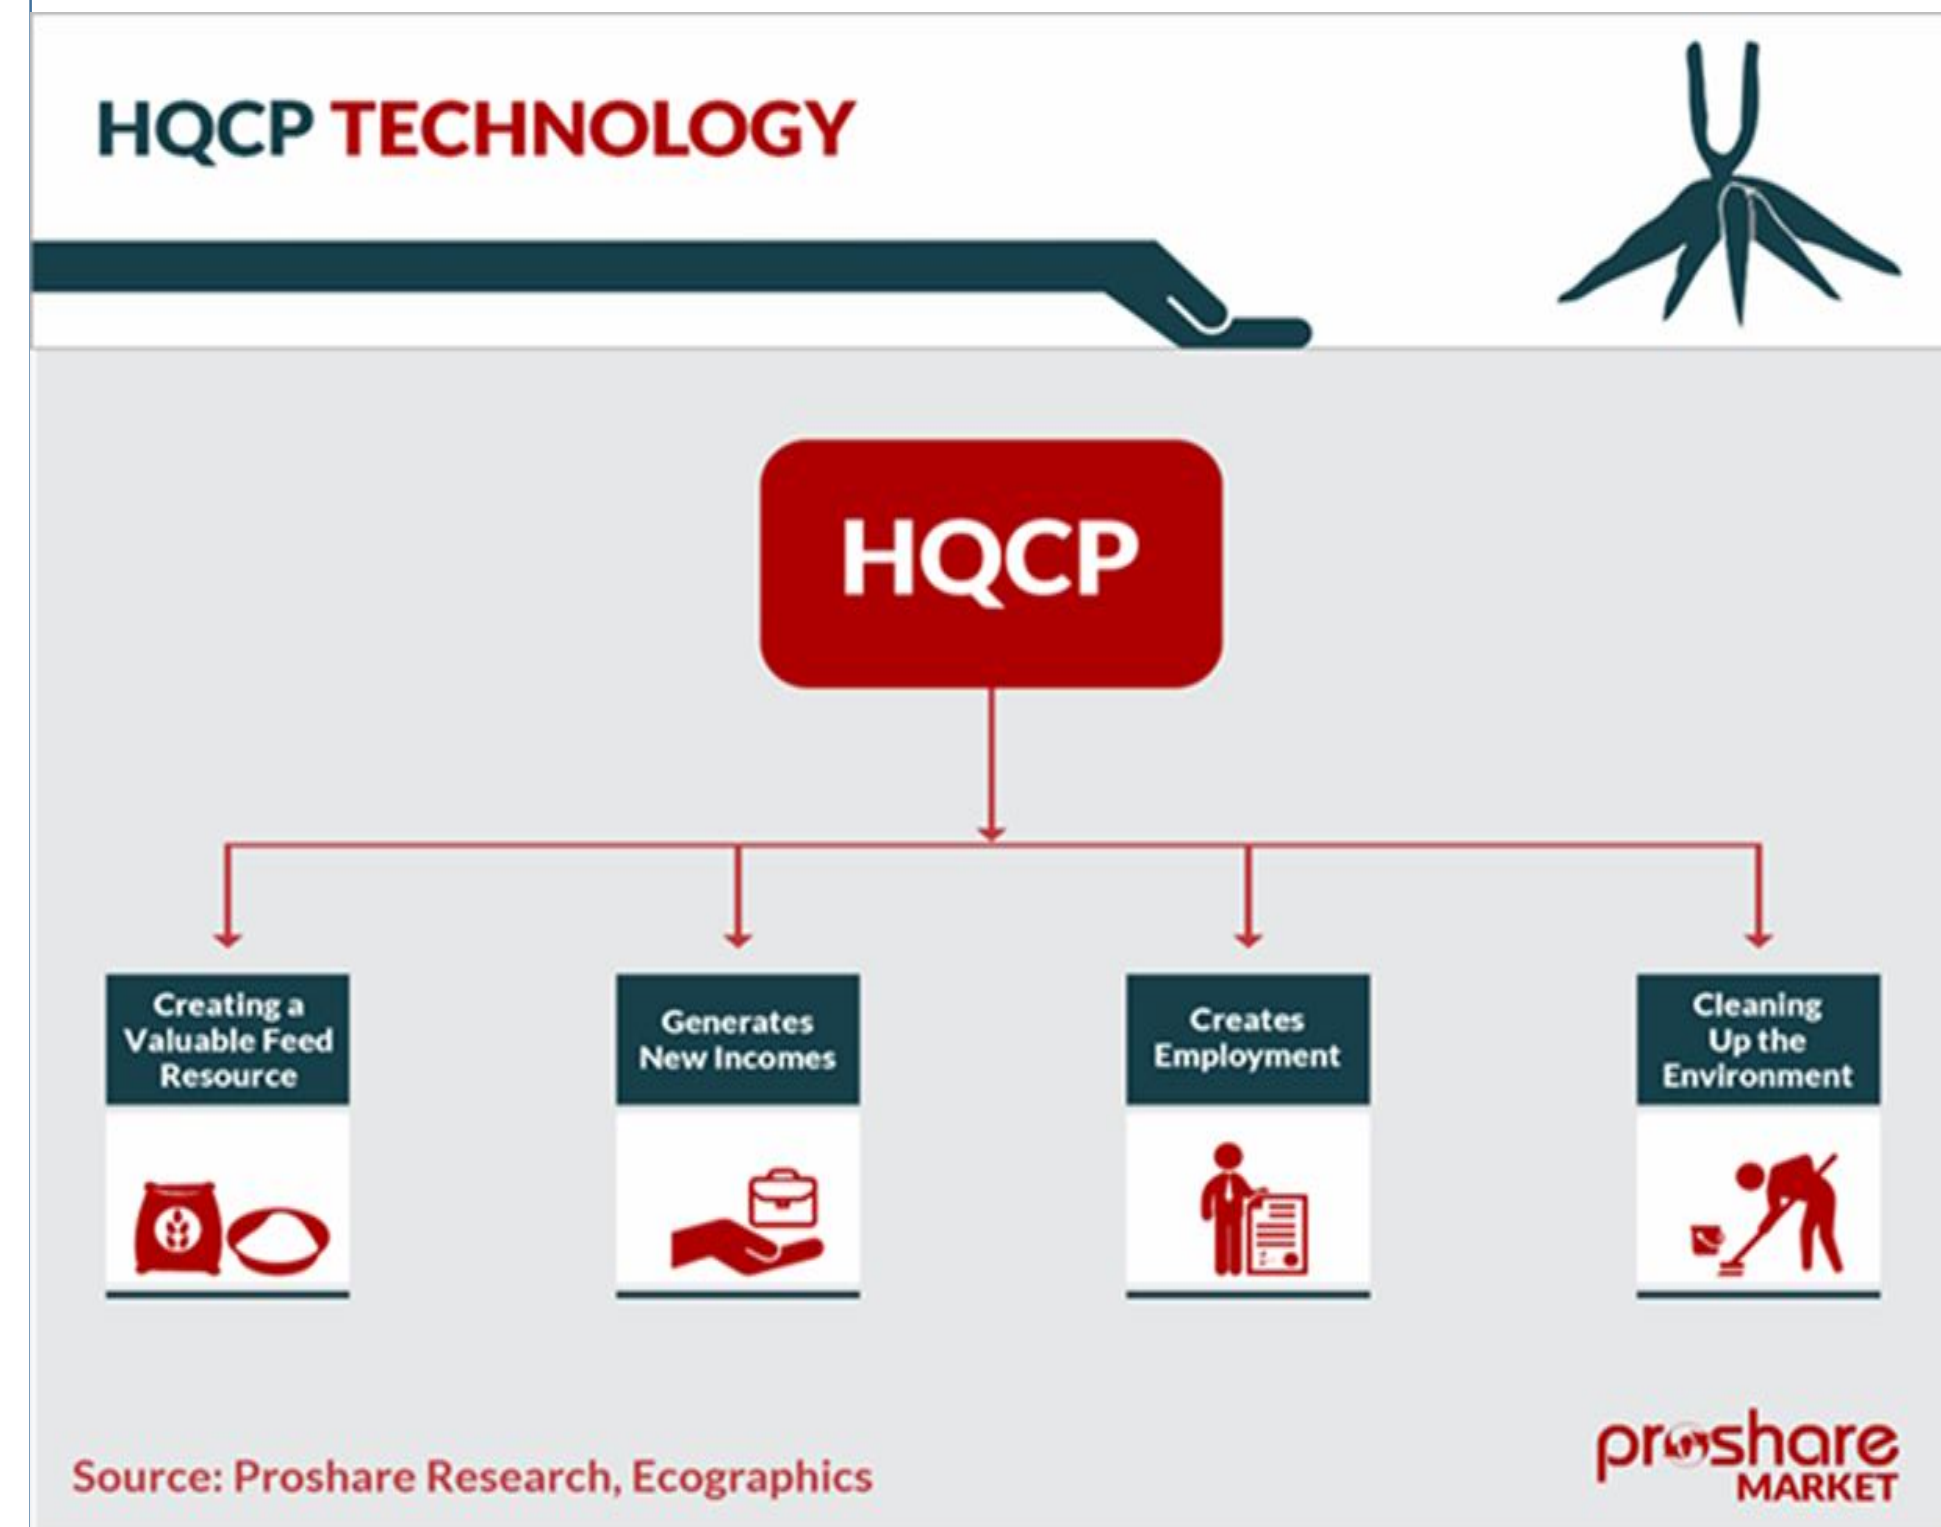 HQCP TECHNOLOGY
HQCP
Creating a
Valuable Feed
Resource
Generates
New Incomes
Creates
Employment
Cleaning
Up the
Environment
Source: Proshare Research, Ecographics
proshare
MARKET